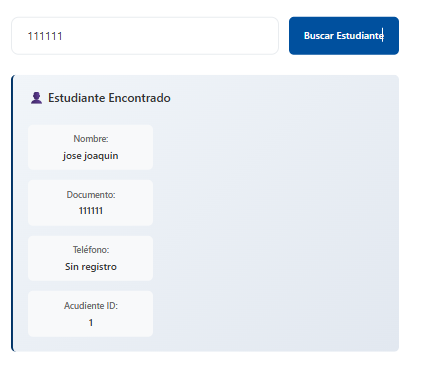 111111
Buscar Estudiante
Estudiante Encontrado
Nombre:
jose joaquin
Documento:
111111
Teléfono:
Sin registro
Acudiente ID:
1